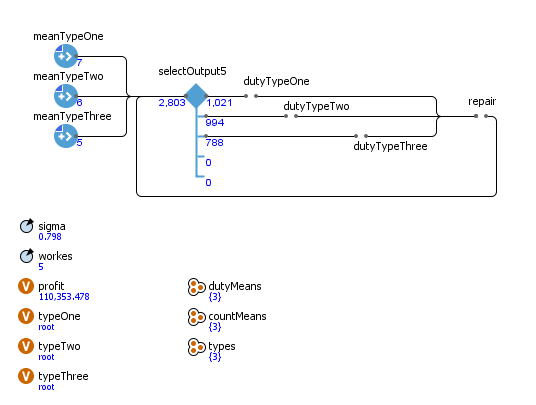 meanTypeOne
7
meanTypeTwo
6
meanTypeThree
5
selectOutput5
2,803
1,021
994
788
0
0
dutyTypeOne
dutyTypeTwo
dutyTypeThree
repair
sigma
0.798
workes
5
V profit
110,353.478
V typeOne
root
V typeTwo
root
V typeThree
root
dutyMeans
{3}
countMeans
{3}
types
{3}